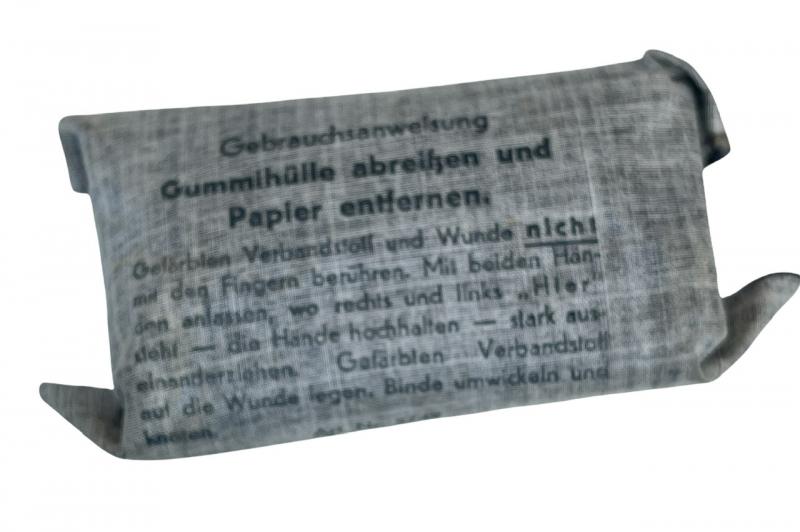 Gebrauchsanweisung
Gummihülle abreißen und
Papier entfernen.
Gefärbten Verbandstoff und Wunde nicht
mit den Fingern berühren. Mit beiden Hän-
den anfassen, wo rechts und links „Hier"
steht — die Hände hochhalten — stark aus-
einanderziehen. Gefärbten Verbandstoff
auf die Wunde legen. Binde umwickeln und
knoten.